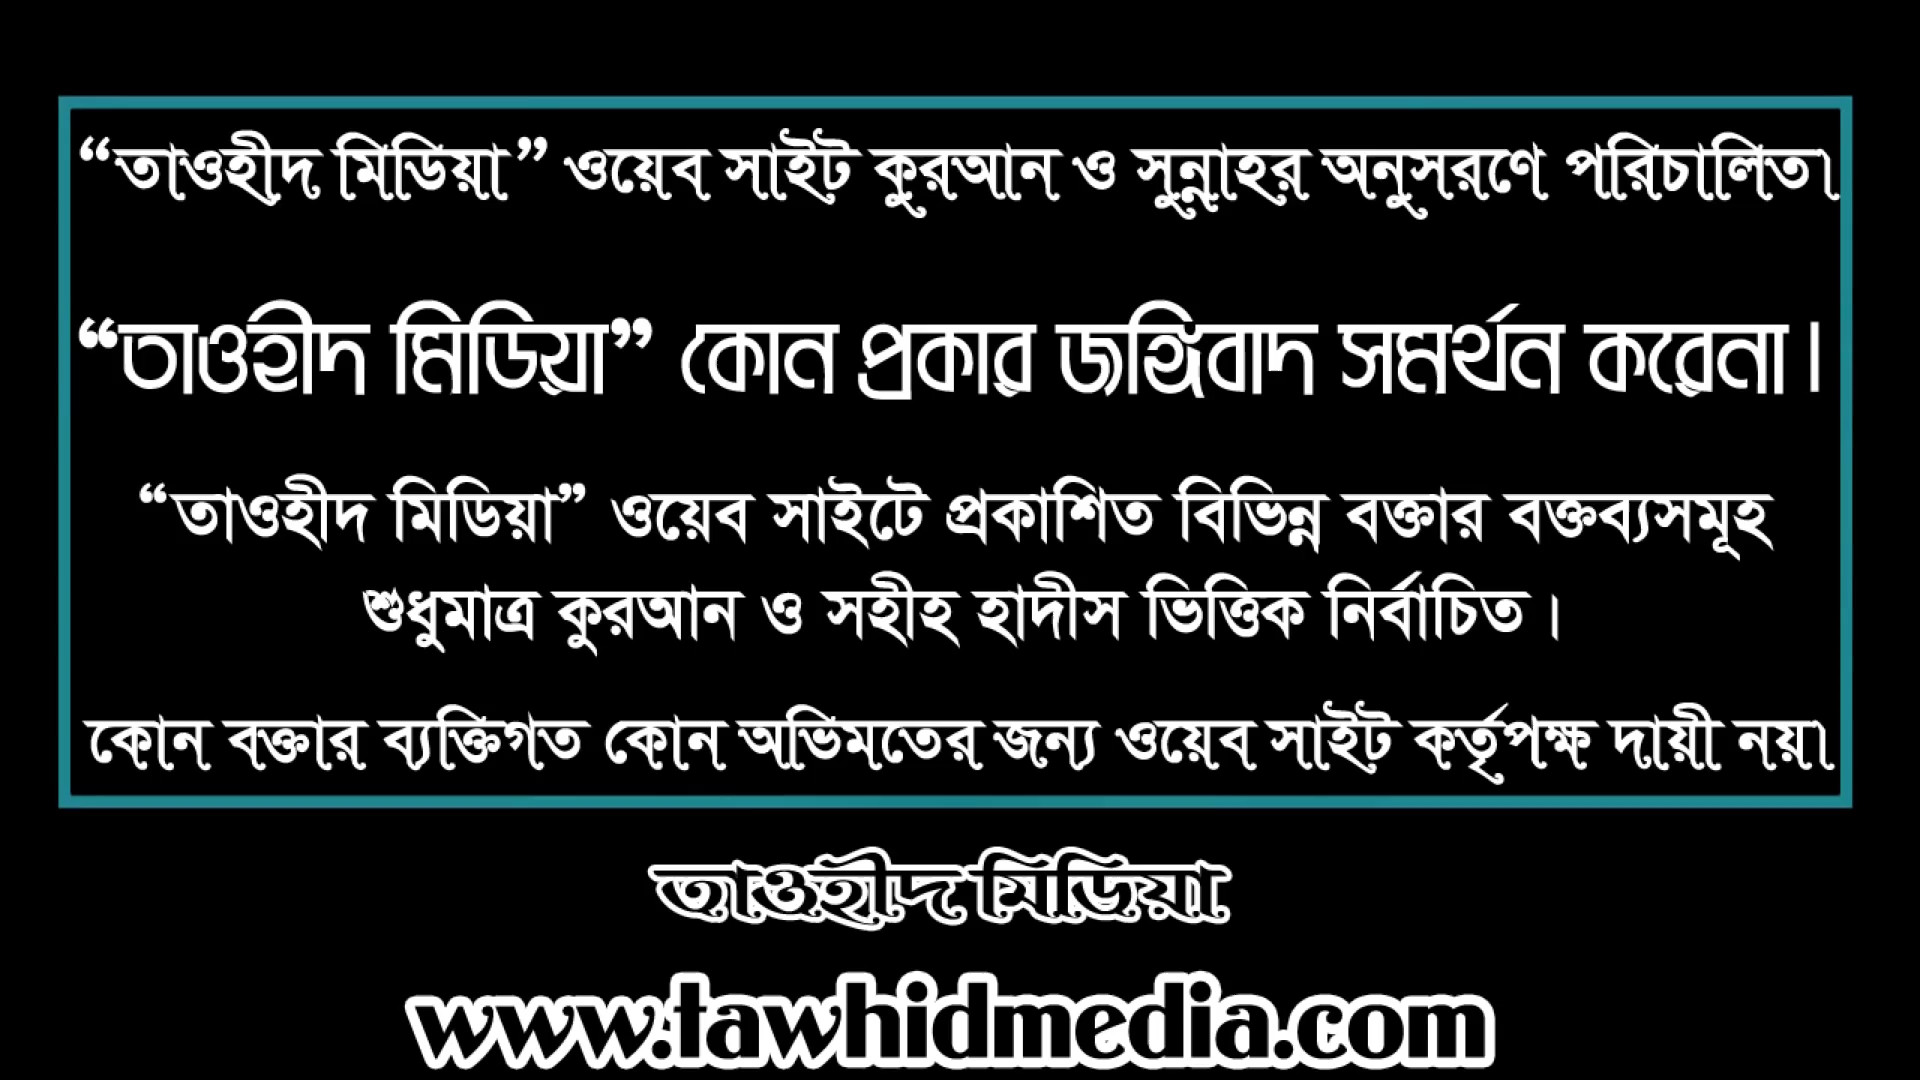 “তাওহীদ মিডিয়া” ওয়েব সাইট কুরআন ও সুন্নাহর অনুসরণে পরিচালিত।
“তাওহীদ মিডিয়া” কোন প্রকার জঙ্গিবাদ সমর্থন করেনা।
“তাওহীদ মিডিয়া” ওয়েব সাইটে প্রকাশিত বিভিন্ন বক্তার বক্তব্যসমূহ
শুধুমাত্র কুরআন ও সহীহ হাদীস ভিত্তিক নির্বাচিত।
কোন বক্তার ব্যক্তিগত কোন অভিমতের জন্য ওয়েব সাইট কর্তৃপক্ষ দায়ী নয়।
তাওহীদ মিডিয়া
www.tawhidmedia.com